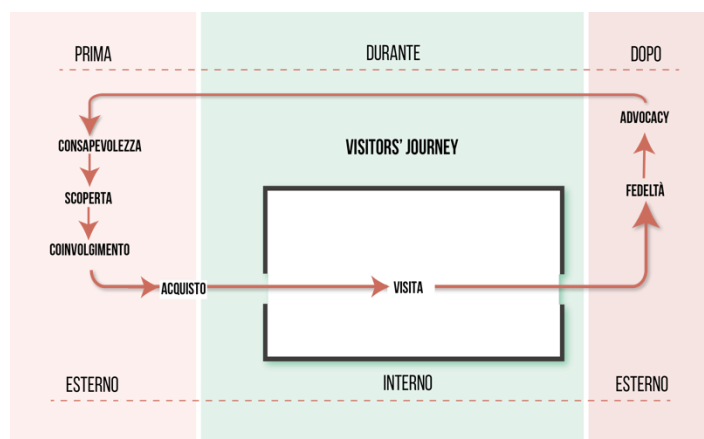 PRIMA
DURANTE
DOPO
ADVOCACY
CONSAPEVOLEZZA
VISITORS' JOURNEY
SCOPERTA
FEDELTÀ
COINVOLGIMENTO
ACQUISTO
VISITA
ESTERNO
INTERNO
ESTERNO